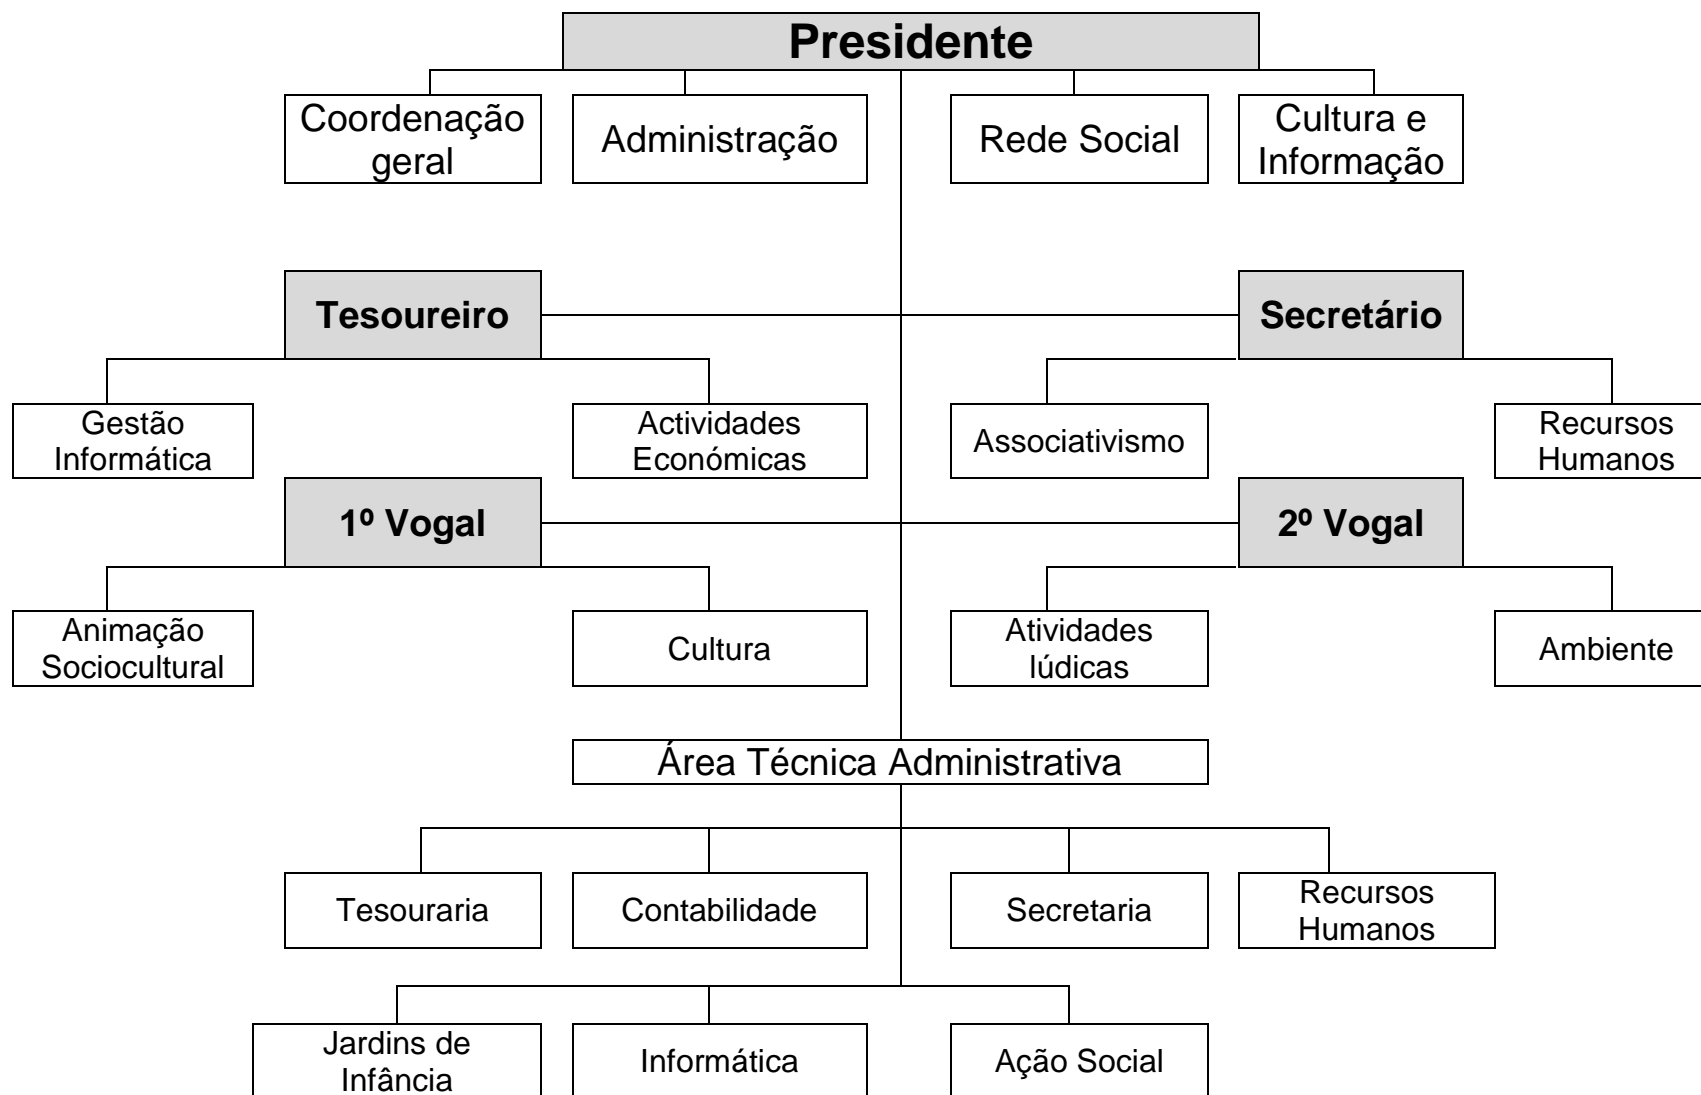 Presidente
Coordenação
geral
Administração
Rede Social
Cultura e
Informação
Tesoureiro
Secretário
Gestão
Informática
Actividades
Económicas
Associativismo
Recursos
Humanos
1º Vogal
2º Vogal
Animação
Sociocultural
Cultura
Atividades
lúdicas
Ambiente
Área Técnica Administrativa
Tesouraria
Contabilidade
Secretaria
Recursos
Humanos
Jardins de
Infância
Informática
Ação Social